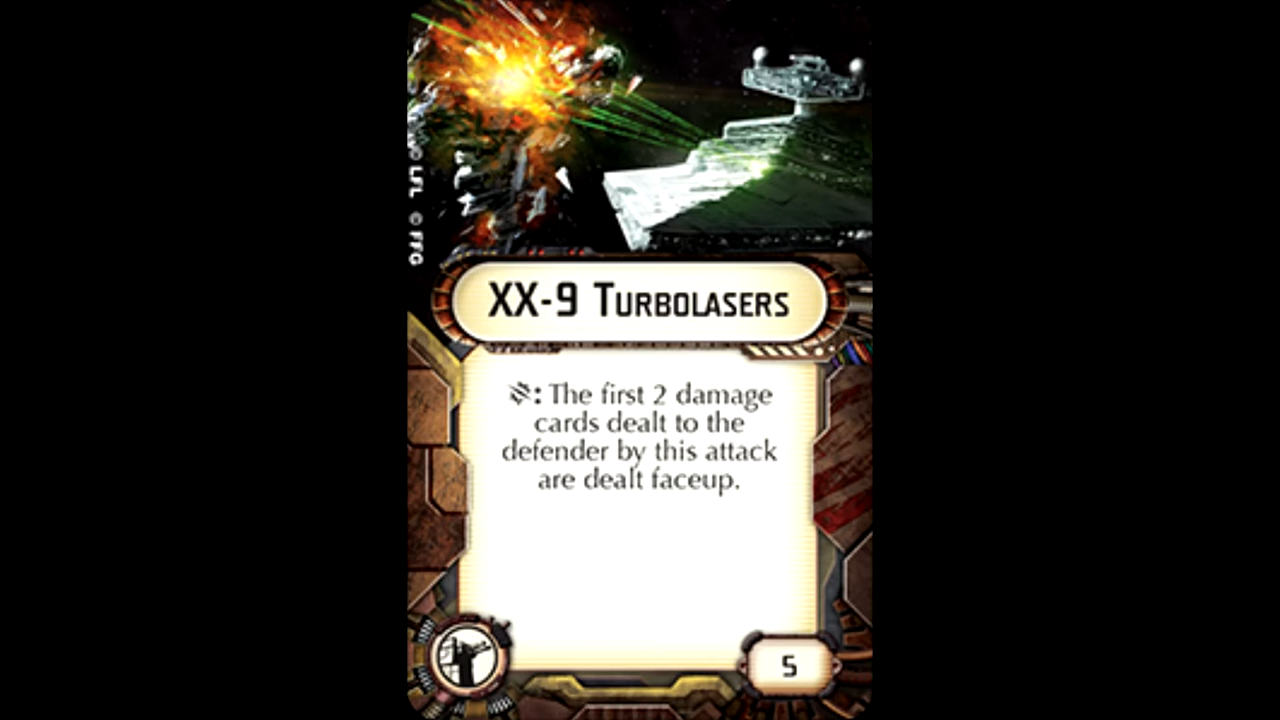 © LFL © FFG
XX-9 Turbolasers
: The first 2 damage
cards dealt to the
defender by this attack
are dealt faceup.
5